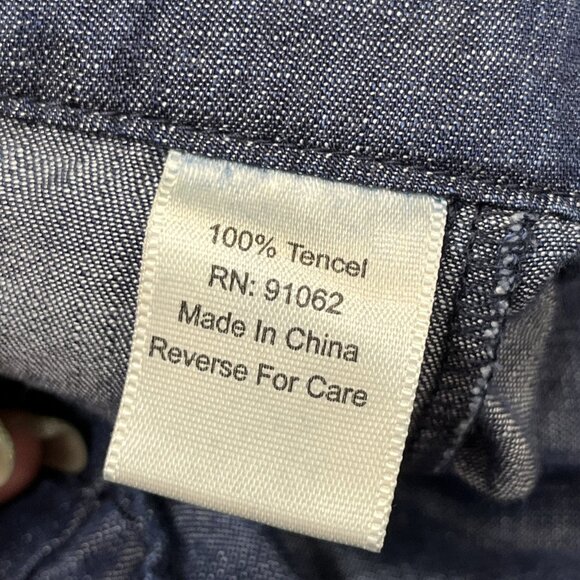 100% Tencel
RN: 91062
Made In China
Reverse For Care